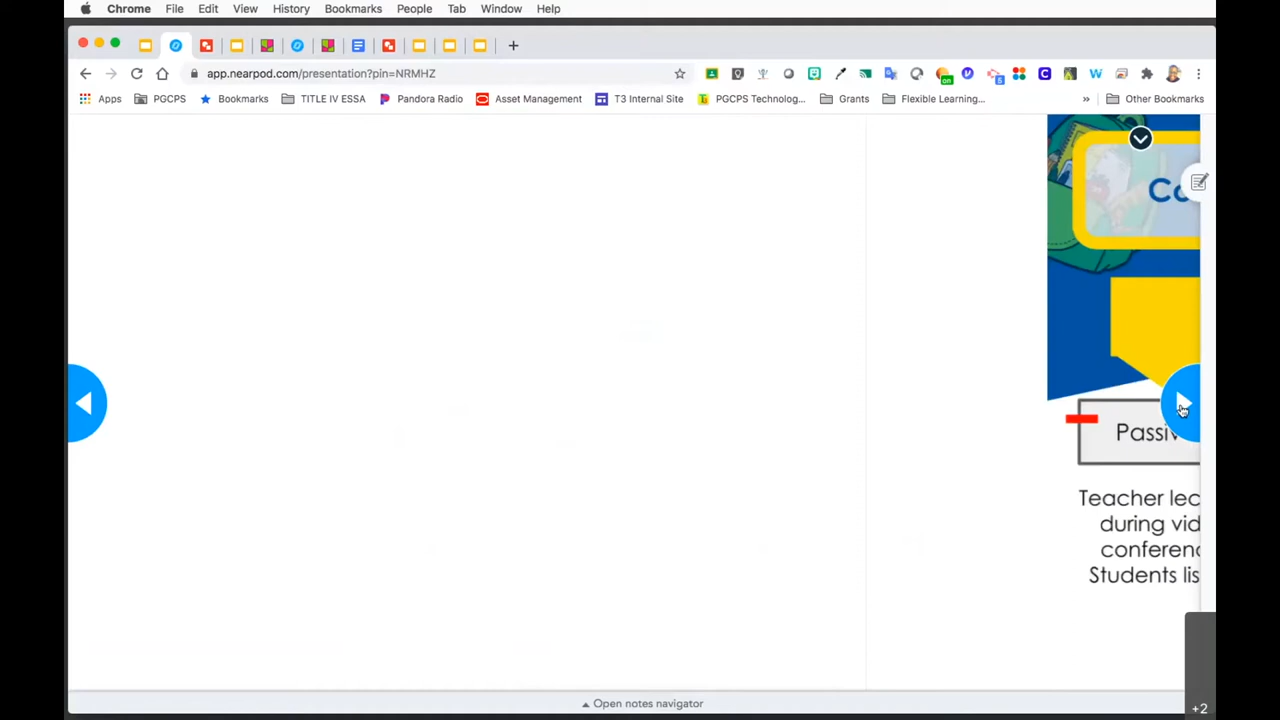 Chrome File Edit View History Bookmarks People Tab Window Help
app.nearpod.com/presentation?pin=NRMHZ
on
5
Apps PGCPS Bookmarks TITLE IV ESSA Pandora Radio Asset Management T3 Internal Site PGCPS Technolog... Grants Flexible Learning... » Other Bookmarks
Teacher lec
during vid
Students lis
Open notes navigator
+2